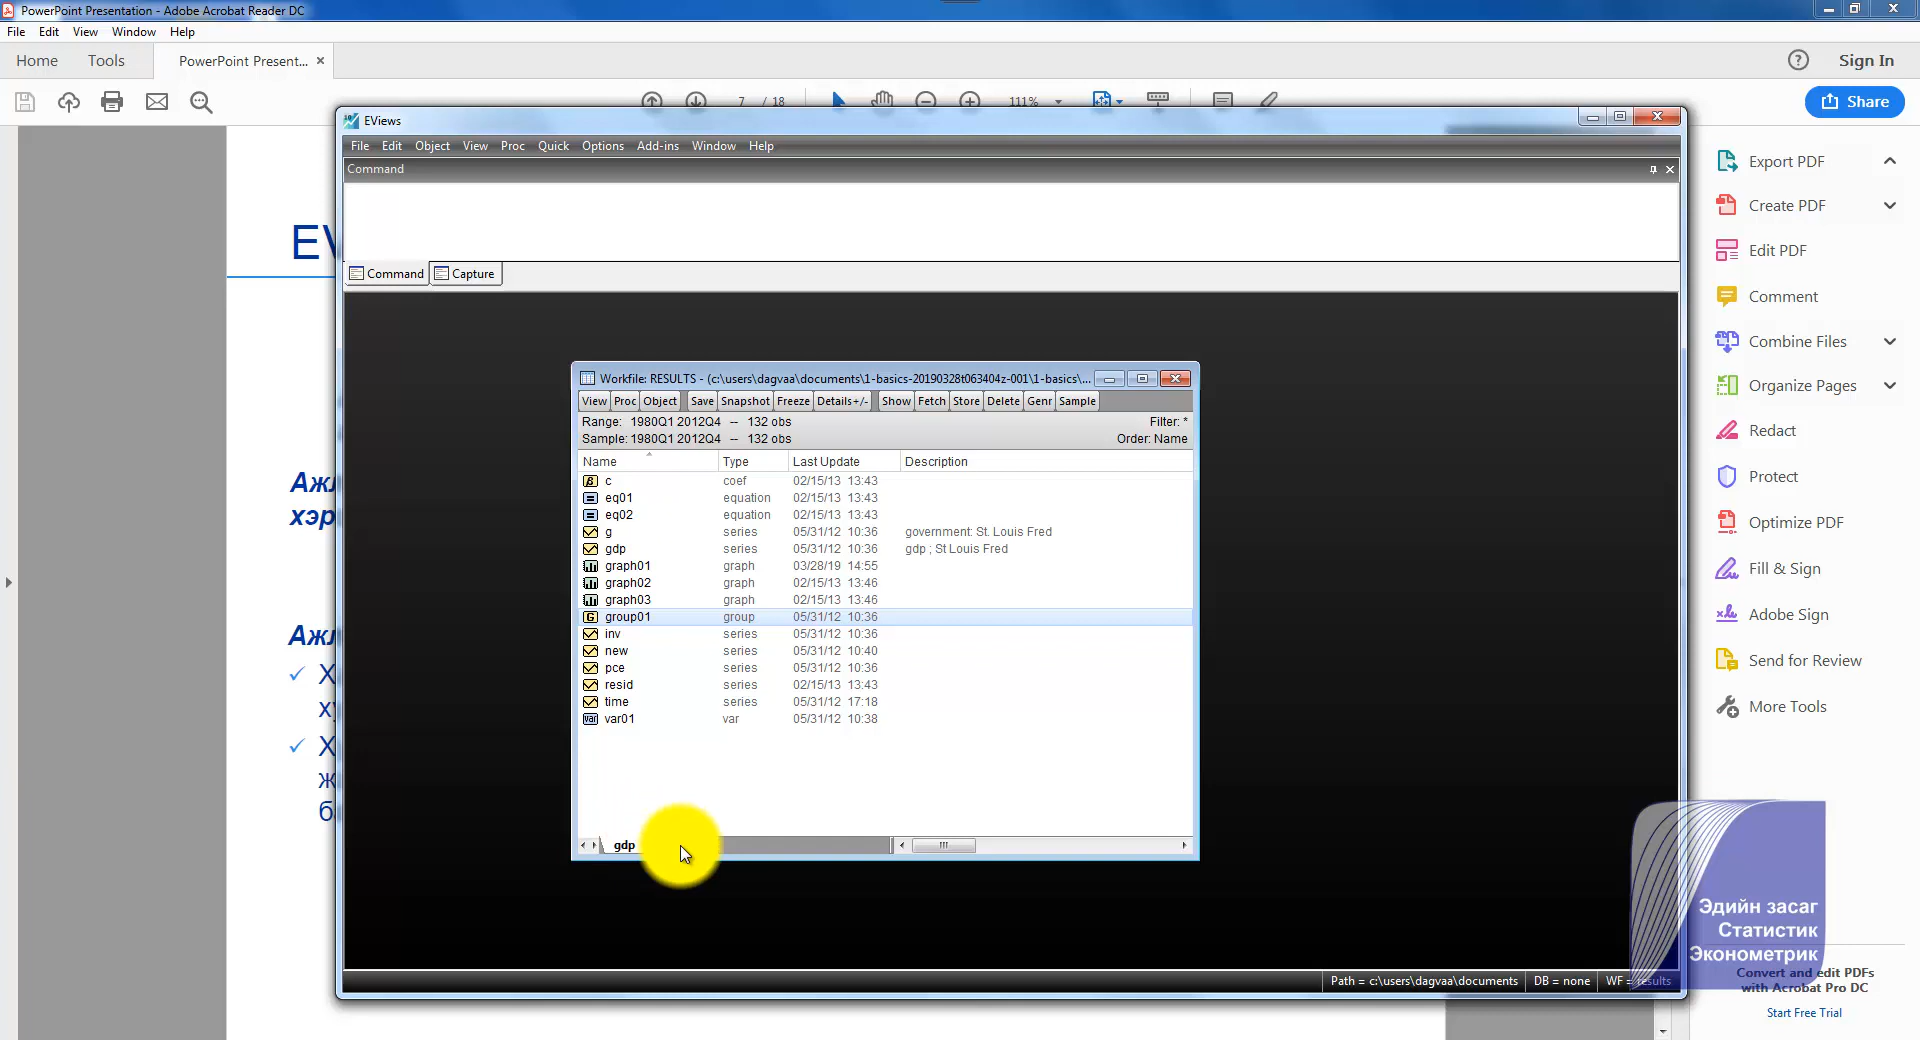 PowerPoint Presentation - Adobe Acrobat Reader DC
File Edit View Window Help
Home Tools PowerPoint Present... × Sign In
7 / 18 111% Share
EViews
File Edit Object View Proc Quick Options Add-ins Window Help
Command
Command Capture
Workfile: RESULTS - (c:\users\dagvaa\documents\1-basics-20190328t063404z-001\1-basics\...
View Proc Object Save Snapshot Freeze Details+/- Show Fetch Store Delete Genr Sample
Range: 1980Q1 2012Q4 -- 132 obs Filter: *
Sample: 1980Q1 2012Q4 -- 132 obs Order: Name
Name Type Last Update Description
c coef 02/15/13 13:43
eq01 equation 02/15/13 13:43
eq02 equation 02/15/13 13:43
g series 05/31/12 10:36 government: St. Louis Fred
gdp series 05/31/12 10:36 gdp ; St Louis Fred
graph01 graph 03/28/19 14:55
graph02 graph 02/15/13 13:46
graph03 graph 02/15/13 13:46
group01 group 05/31/12 10:36
inv series 05/31/12 10:36
new series 05/31/12 10:40
pce series 05/31/12 10:36
resid series 02/15/13 13:43
time series 05/31/12 17:18
var01 var 05/31/12 10:38
gdp
Path = c:\users\dagvaa\documents DB = none WF = results
Export PDF
Create PDF
Edit PDF
Comment
Combine Files
Organize Pages
Redact
Protect
Optimize PDF
Fill & Sign
Adobe Sign
Send for Review
More Tools
Эдийн засаг
Статистик
Эконометрик
Convert and edit PDFs
with Acrobat Pro DC
Start Free Trial